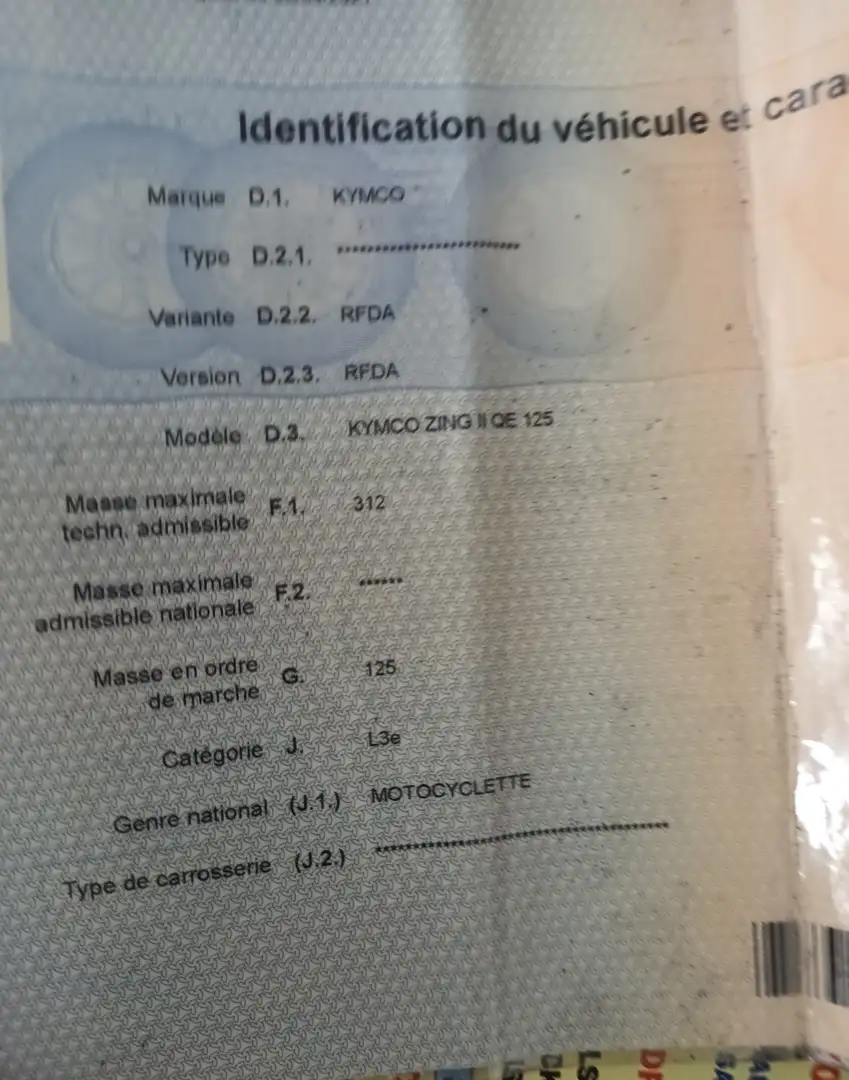 Identification du véhicule et cara
Marque D.1. KYMCO
Type D.2.1. **************************
Variante D.2.2. RFDA
Version D.2.3. RFDA
Modèle D.3. KYMCO ZING II QE 125
Masse maximale
techn. admissible F.1. 312
Masse maximale
admissible nationale F.2. ******
Masse en ordre
de marche G. 125
Catégorie J. L3e
Genre national (J.1.) MOTOCYCLETTE
Type de carrosserie (J.2.) ******************************************